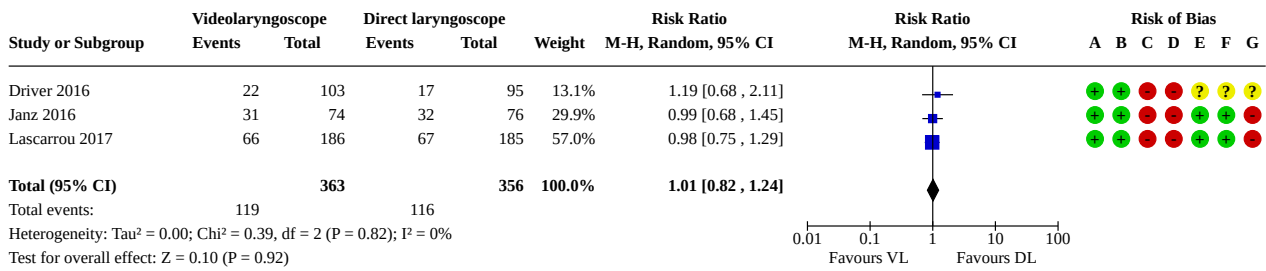 Videolaryngoscope Direct laryngoscope Risk Ratio Risk Ratio Risk of Bias
Study or Subgroup Events Total Events Total Weight M-H, Random, 95% CI M-H, Random, 95% CI A B C D E F G
Driver 2016 22 103 17 95 13.1% 1.19 [0.68 , 2.11] + + - - ? ? ?
Janz 2016 31 74 32 76 29.9% 0.99 [0.68 , 1.45] + + - - + + -
Lascarrou 2017 66 186 67 185 57.0% 0.98 [0.75 , 1.29] + + - - + + -
Total (95% CI) 363 356 100.0% 1.01 [0.82 , 1.24]
Total events: 119 116
Heterogeneity: Tau² = 0.00; Chi² = 0.39, df = 2 (P = 0.82); I² = 0% 0.01 0.1 1 10 100
Test for overall effect: Z = 0.10 (P = 0.92) Favours VL Favours DL